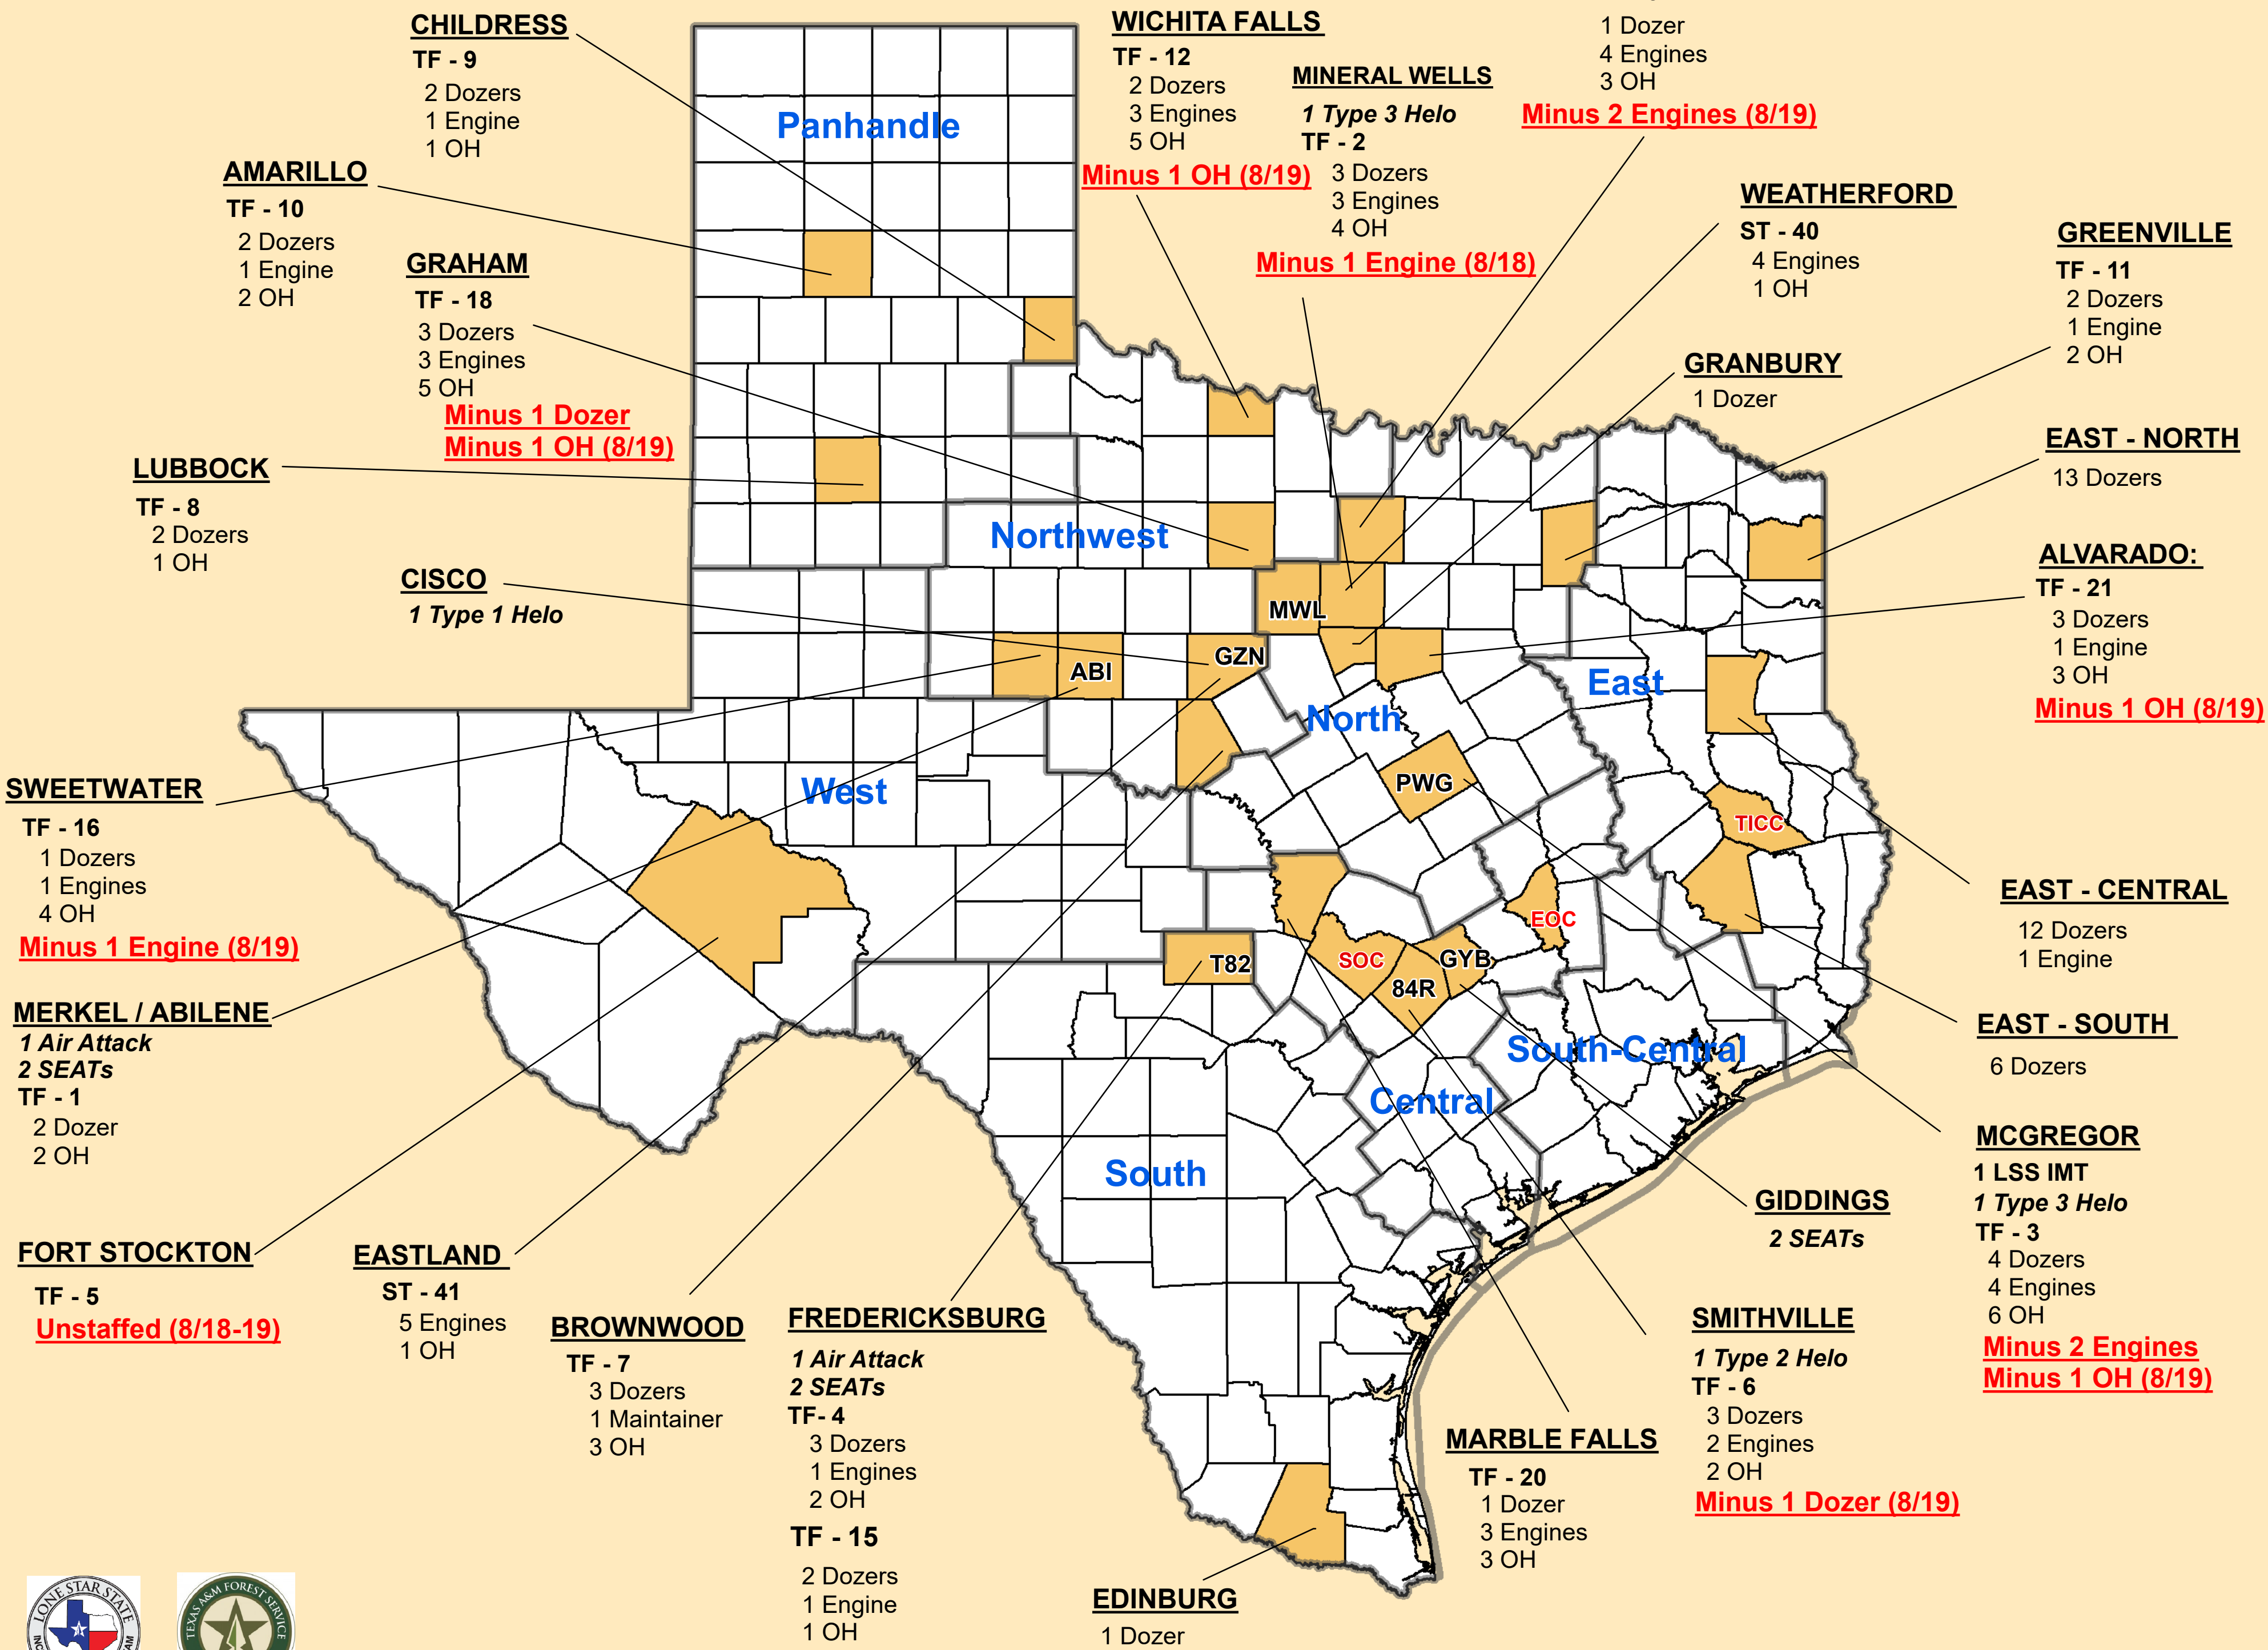 CHILDRESS
TF - 9
2 Dozers
1 Engine
1 OH
WICHITA FALLS
TF - 12
2 Dozers
3 Engines
5 OH
Minus 1 OH (8/19)
MINERAL WELLS
1 Type 3 Helo
TF - 2
3 Dozers
3 Engines
4 OH
Minus 1 Engine (8/18)
1 Dozer
4 Engines
3 OH
Minus 2 Engines (8/19)
AMARILLO
TF - 10
2 Dozers
1 Engine
2 OH
GRAHAM
TF - 18
3 Dozers
3 Engines
5 OH
Minus 1 Dozer
Minus 1 OH (8/19)
WEATHERFORD
ST - 40
4 Engines
1 OH
GREENVILLE
TF - 11
2 Dozers
1 Engine
2 OH
GRANBURY
1 Dozer
EAST - NORTH
13 Dozers
LUBBOCK
TF - 8
2 Dozers
1 OH
CISCO
1 Type 1 Helo
ALVARADO:
TF - 21
3 Dozers
1 Engine
3 OH
Minus 1 OH (8/19)
Panhandle
Northwest
MWL
GZN
ABI
East
North
West
PWG
TICC
EOC
SOC
GYB
84R
T82
South-Central
Central
South
SWEETWATER
TF - 16
1 Dozers
1 Engines
4 OH
Minus 1 Engine (8/19)
EAST - CENTRAL
12 Dozers
1 Engine
MERKEL / ABILENE
1 Air Attack
2 SEATs
TF - 1
2 Dozer
2 OH
EAST - SOUTH
6 Dozers
MCGREGOR
1 LSS IMT
1 Type 3 Helo
TF - 3
4 Dozers
4 Engines
6 OH
Minus 2 Engines
Minus 1 OH (8/19)
GIDDINGS
2 SEATs
FORT STOCKTON
TF - 5
Unstaffed (8/18-19)
EASTLAND
ST - 41
5 Engines
1 OH
BROWNWOOD
TF - 7
3 Dozers
1 Maintainer
3 OH
FREDERICKSBURG
1 Air Attack
2 SEATs
TF- 4
3 Dozers
1 Engines
2 OH
TF - 15
2 Dozers
1 Engine
1 OH
SMITHVILLE
1 Type 2 Helo
TF - 6
3 Dozers
2 Engines
2 OH
Minus 1 Dozer (8/19)
MARBLE FALLS
TF - 20
1 Dozer
3 Engines
3 OH
EDINBURG
1 Dozer
LONE STAR STATE
TEXAS A&M FOREST SERVICE